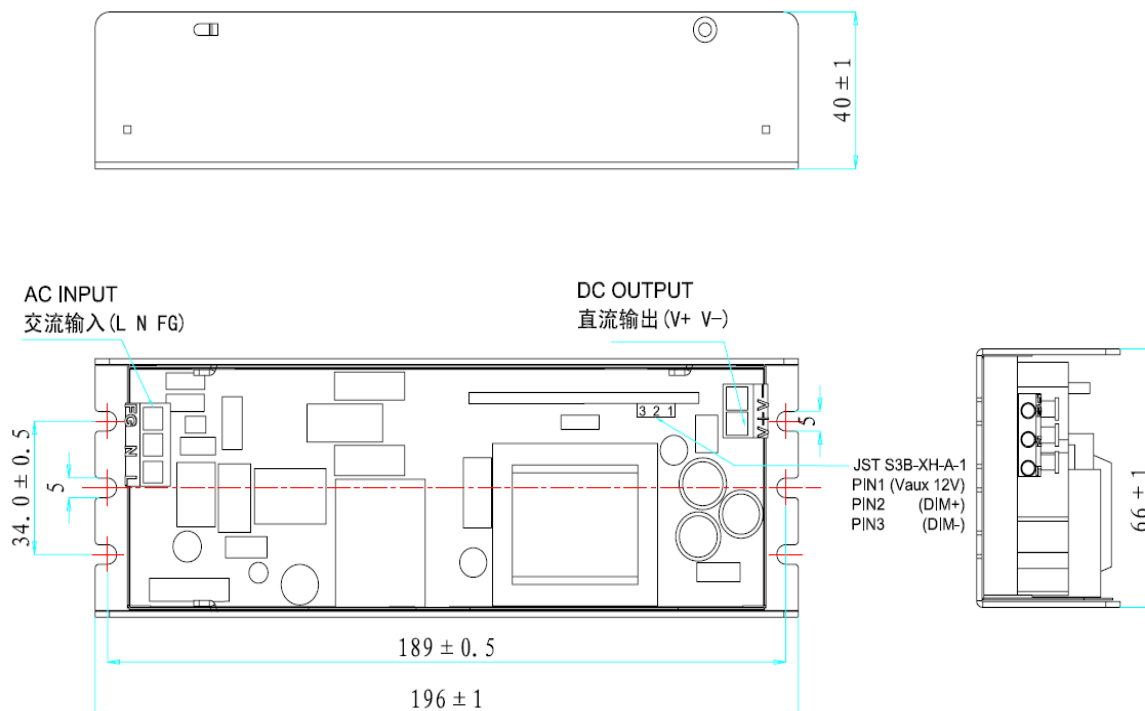 40±1
AC INPUT
交流输入(L N FG)
DC OUTPUT
直流输出(V+ V-)
FG
N
L
3 2 1
V+V-
5
34.0±0.5
5
JST S3B-XH-A-1
PIN1 (Vaux 12V)
PIN2 (DIM+)
PIN3 (DIM-)
66±1
189±0.5
196±1